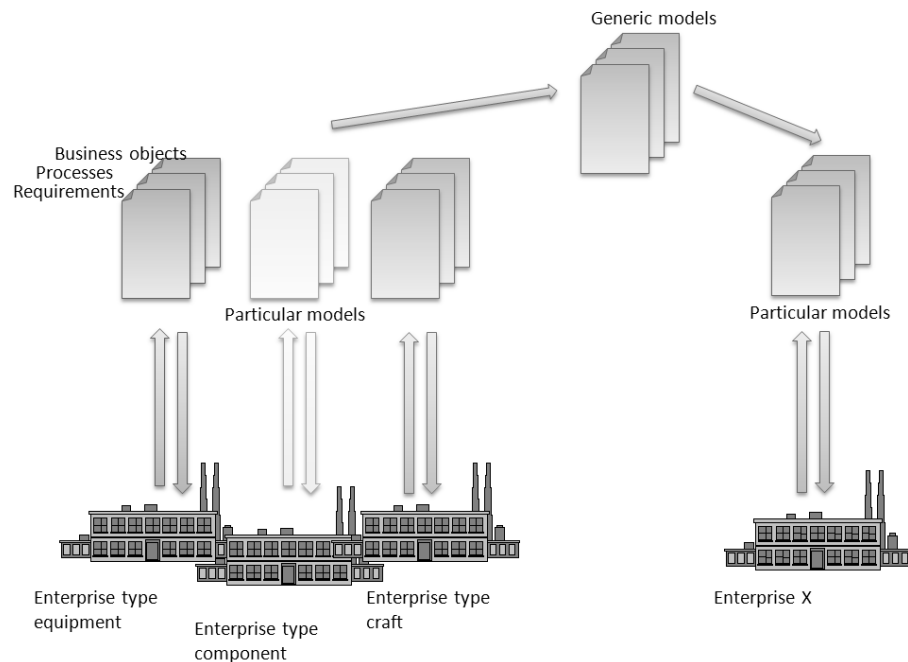 Generic models
Business objects
Processes
Requirements
Particular models
Particular models
Enterprise type
equipment
Enterprise type
component
Enterprise type
craft
Enterprise X